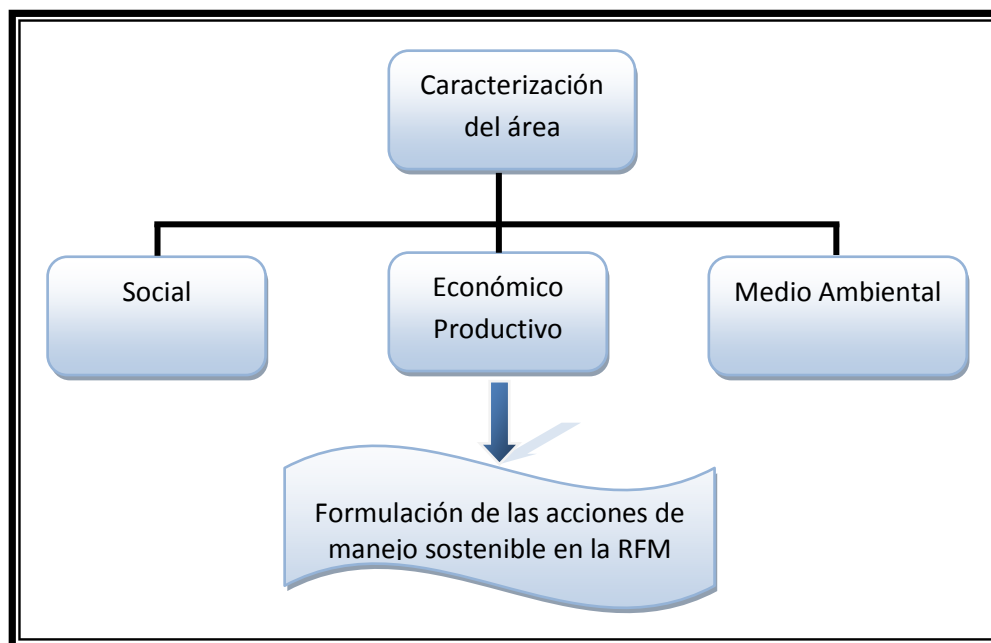 Caracterización
del área
Social
Económico
Productivo
Medio Ambiental
Formulación de las acciones de
manejo sostenible en la RFM